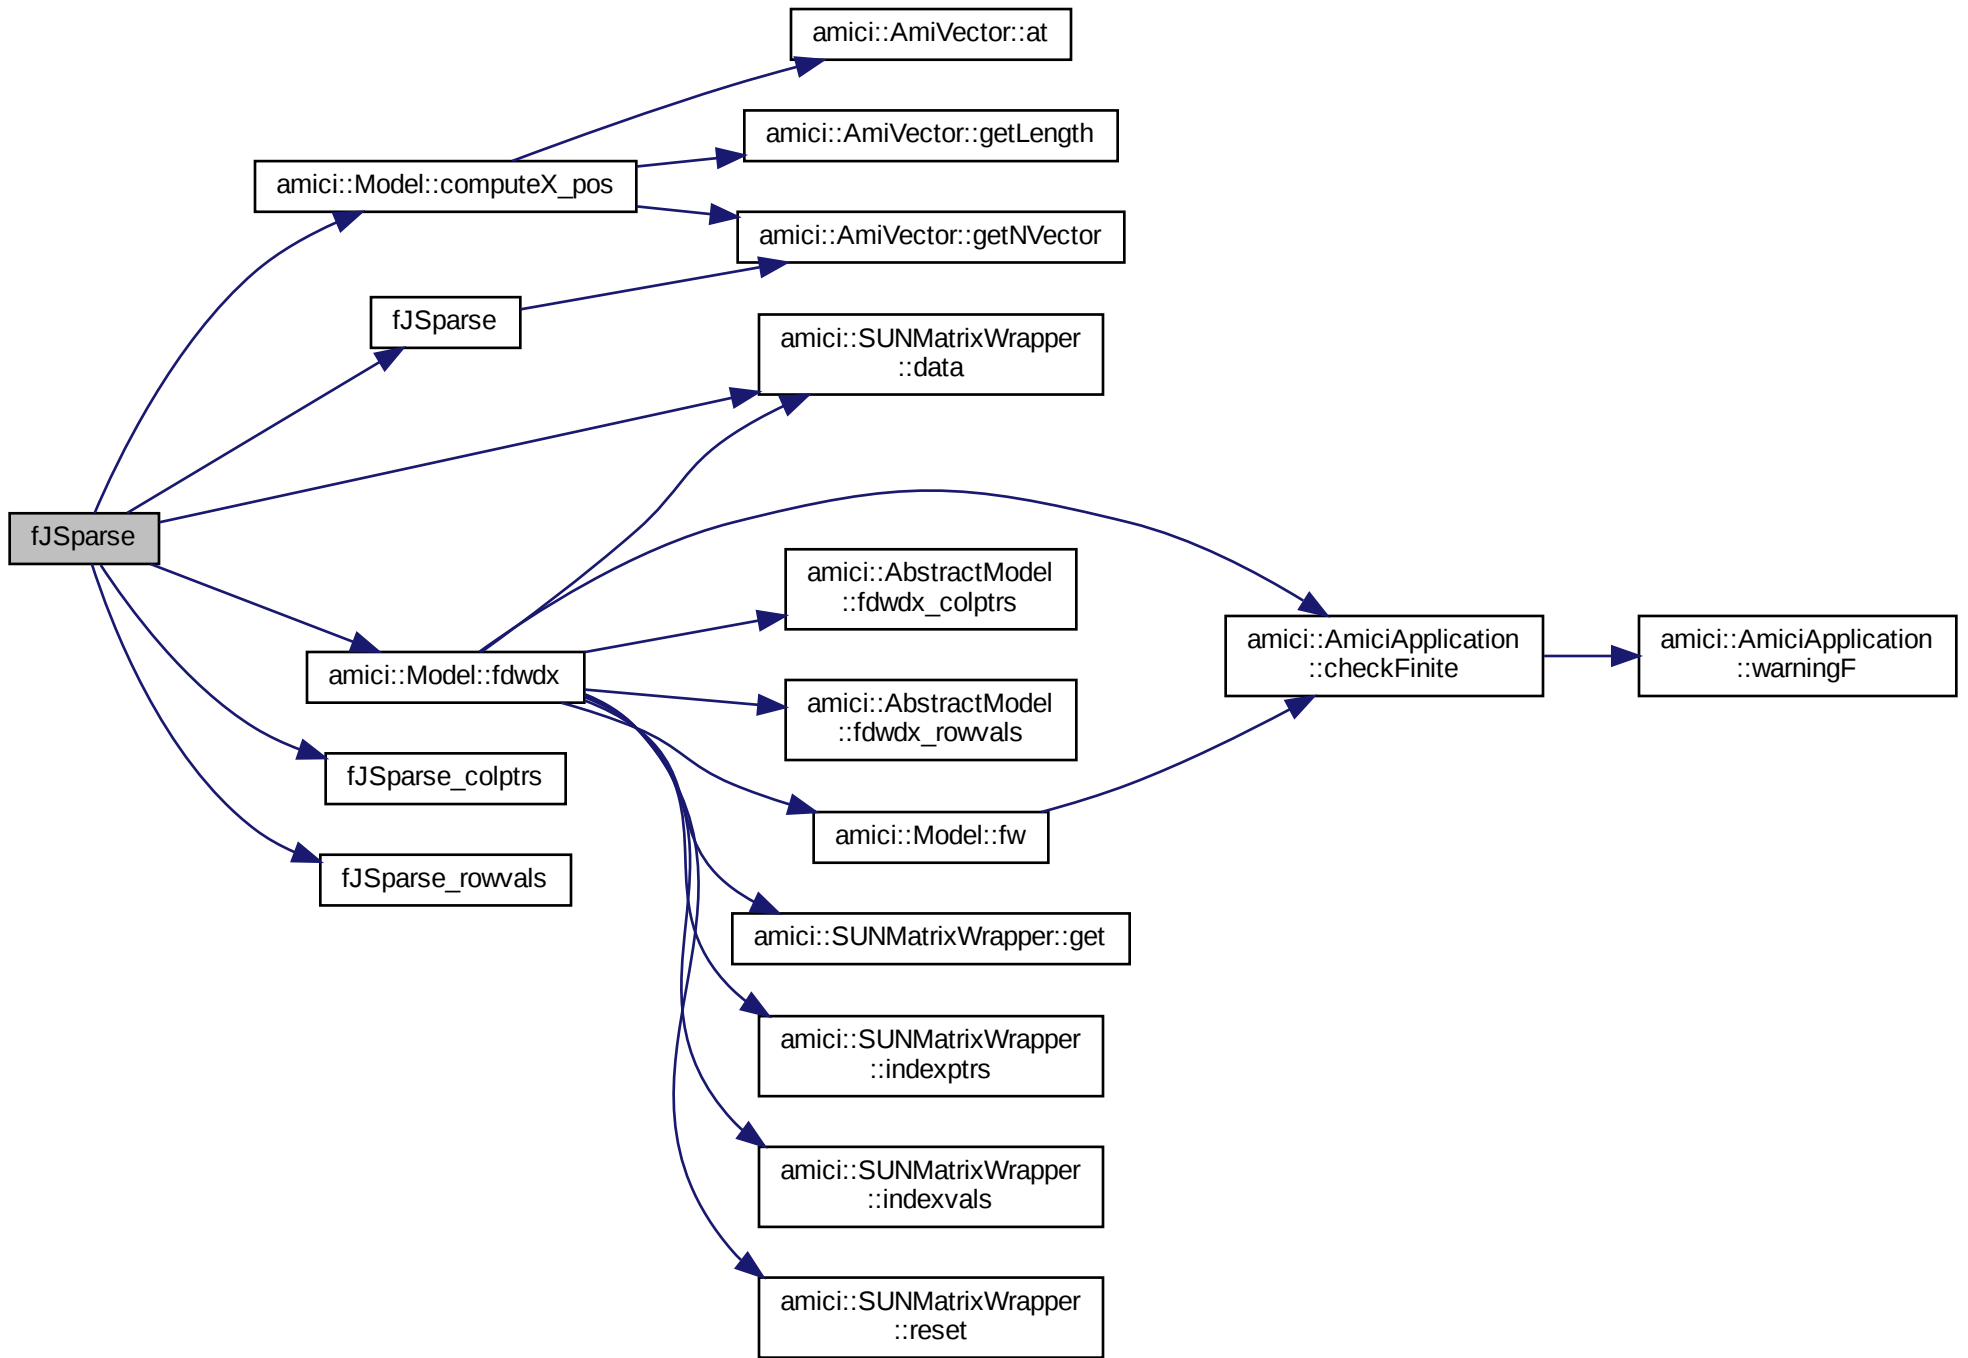 amici::AmiVector::at
amici::AmiVector::getLength
amici::Model::computeX_pos
amici::AmiVector::getNVector
fJSparse
amici::SUNMatrixWrapper
::data
fJSparse
amici::AbstractModel
::fdwdx_colptrs
amici::AmiciApplication
::checkFinite
amici::AmiciApplication
::warningF
amici::Model::fdwdx
amici::AbstractModel
::fdwdx_rowvals
fJSparse_colptrs
amici::Model::fw
fJSparse_rowvals
amici::SUNMatrixWrapper::get
amici::SUNMatrixWrapper
::indexptrs
amici::SUNMatrixWrapper
::indexvals
amici::SUNMatrixWrapper
::reset